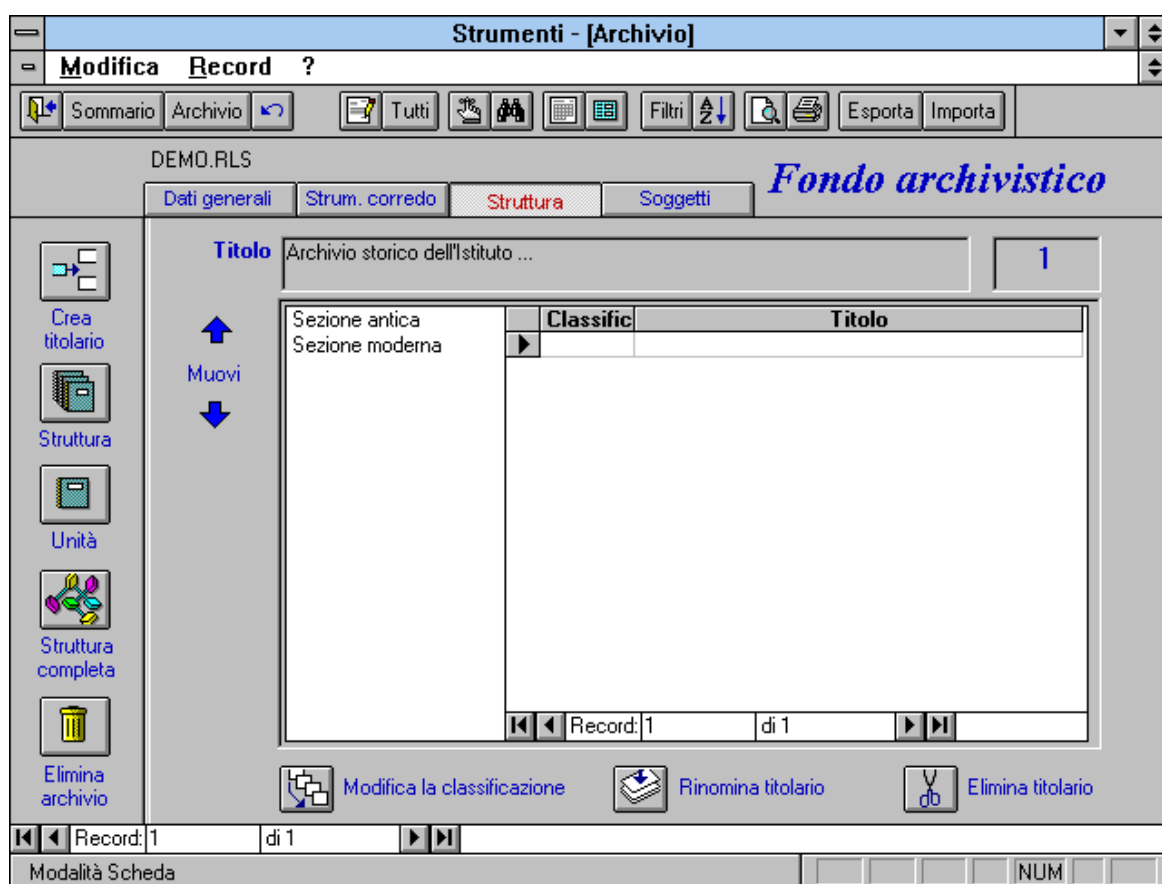 Strumenti - [Archivio]
Modifica Record ?
Sommario Archivio Tutti Filtri Esporta Importa
DEMO.RLS
Fondo archivistico
Dati generali Strum. corredo Struttura Soggetti
Titolo Archivio storico dell'Istituto ... 1
Crea titolario
Muovi
Struttura
Unità
Struttura completa
Elimina archivio
Sezione antica
Sezione moderna
Classific Titolo
Record: 1 di 1
Modifica la classificazione Rinomina titolario Elimina titolario
Record: 1 di 1
Modalità Scheda NUM